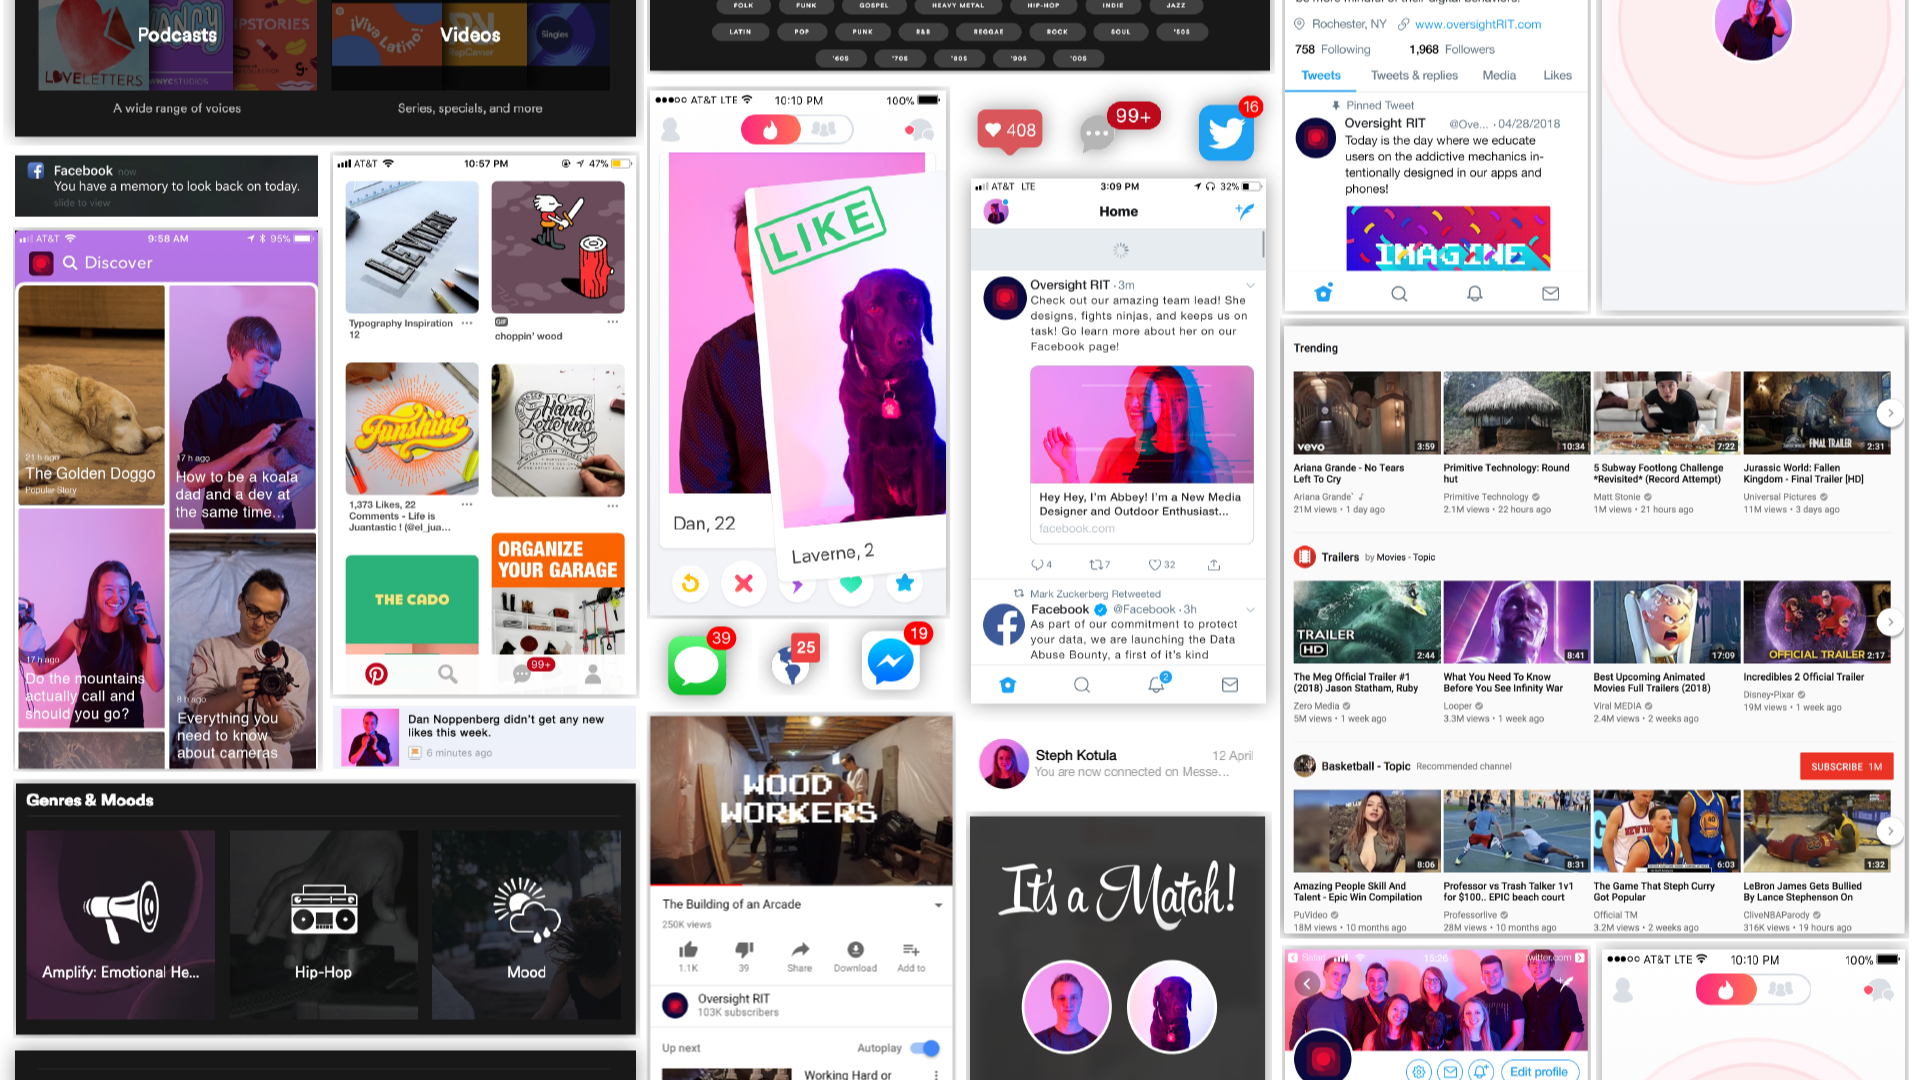 Podcasts
LOVELETTERS
WNYCSTUDIOS
A wide range of voices
¡Viva Latino!
Videos
RapCaviar
Singles
Series, specials, and more
Facebook now
You have a memory to look back on today.
slide to view
AT&T 9:58 AM 95%
Discover
21 h ago
The Golden Doggo
Popular Story
17 h ago
How to be a koala
dad and a dev at
the same time...
17 h ago
Do the mountains
actually call and
should you go?
8 h ago
Everything you
need to know
about cameras
AT&T 10:57 PM 47%
Typography Inspiration
12
GIF
choppin' wood
Funshine
Hand
Lettering
1,373 Likes, 22
Comments - Life is
Juantastic ! (@el_jua...
THE CADO
ORGANIZE
YOUR GARAGE
99+
Dan Noppenberg didn't get any new
likes this week.
6 minutes ago
Genres & Moods
Amplify: Emotional He...
Hip-Hop
Mood
FOLK FUNK GOSPEL HEAVY METAL HIP-HOP INDIE JAZZ
LATIN POP PUNK R&B REGGAE ROCK SOUL '50S
'60S '70S '80S '90S '00S
AT&T LTE 10:10 PM 100%
LIKE
Dan, 22
Laverne, 2
39
25
19
WOOD
WORKERS
The Building of an Arcade
250K views
1.1K 39 Share Download Add to
Oversight RIT
103K subscribers
Up next Autoplay
Working Hard or
408
99+
16
AT&T LTE 3:09 PM 32%
Home
Oversight RIT · 3m
Check out our amazing team lead! She
designs, fights ninjas, and keeps us on
task! Go learn more about her on our
Facebook page!
Hey Hey, I'm Abbey! I'm a New Media
Designer and Outdoor Enthusiast...
facebook.com
4 7 32
Mark Zuckerberg Retweeted
Facebook @Facebook · 3h
As part of our commitment to protect
your data, we are launching the Data
Abuse Bounty, a first of it's kind
2
Steph Kotula 12 April
You are now connected on Messe...
It's a Match!
Rochester, NY www.oversightRIT.com
758 Following 1,968 Followers
Tweets Tweets & replies Media Likes
Pinned Tweet
Oversight RIT @Ove... · 04/28/2018
Today is the day where we educate
users on the addictive mechanics in-
tentionally designed in our apps and
phones!
IMAGINE
Trending
vevo 3:59 10:34 7:22 FINAL TRAILER 2:31
Ariana Grande - No Tears
Left To Cry
Ariana Grande
21M views • 1 day ago
Primitive Technology: Round
hut
Primitive Technology
2.1M views • 22 hours ago
5 Subway Footlong Challenge
*Revisited* (Record Attempt)
Matt Stonie
1M views • 21 hours ago
Jurassic World: Fallen
Kingdom - Final Trailer [HD]
Universal Pictures
11M views • 3 days ago
Trailers by Movies - Topic
TRAILER
HD 2:44 8:41 17:09 OFFICIAL TRAILER 2:17
The Meg Official Trailer #1
(2018) Jason Statham, Ruby
Zero Media
5M views • 1 week ago
What You Need To Know
Before You See Infinity War
Looper
3.3M views • 1 week ago
Best Upcoming Animated
Movies Full Trailers (2018)
Viral MEDIA
2.4M views • 2 weeks ago
Incredibles 2 Official Trailer
Disney•Pixar
19M views • 1 week ago
Basketball - Topic Recommended channel SUBSCRIBE 1M
8:06 8:31 6:03 1:32
Amazing People Skill And
Talent - Epic Win Compilation
PuVideo
18M views • 10 months ago
Professor vs Trash Talker 1v1
for $100.. EPIC beach court
Professorlive
28M views • 10 months ago
The Game That Steph Curry
Got Popular
Official TM
3.2M views • 2 weeks ago
LeBron James Gets Bullied
By Lance Stephenson On
CliveNBAParody
316K views • 19 hours ago
Safari 15:26 twitter.com
Edit profile
AT&T LTE 10:10 PM 100%